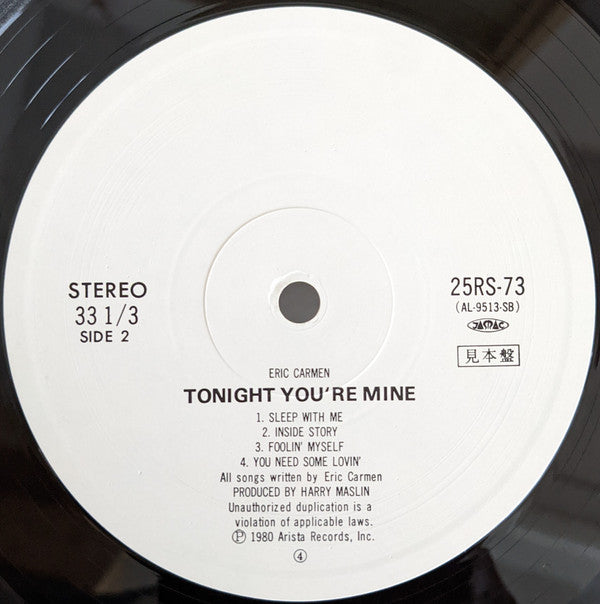 STEREO
33 1/3
SIDE 2
25RS-73
(AL-9513-SB)
JASRAC
見本盤
ERIC CARMEN
TONIGHT YOU'RE MINE
1. SLEEP WITH ME
2. INSIDE STORY
3. FOOLIN' MYSELF
4. YOU NEED SOME LOVIN'
All songs written by Eric Carmen
PRODUCED BY HARRY MASLIN
Unauthorized duplication is a
violation of applicable laws.
Ⓟ 1980 Arista Records, Inc.
④